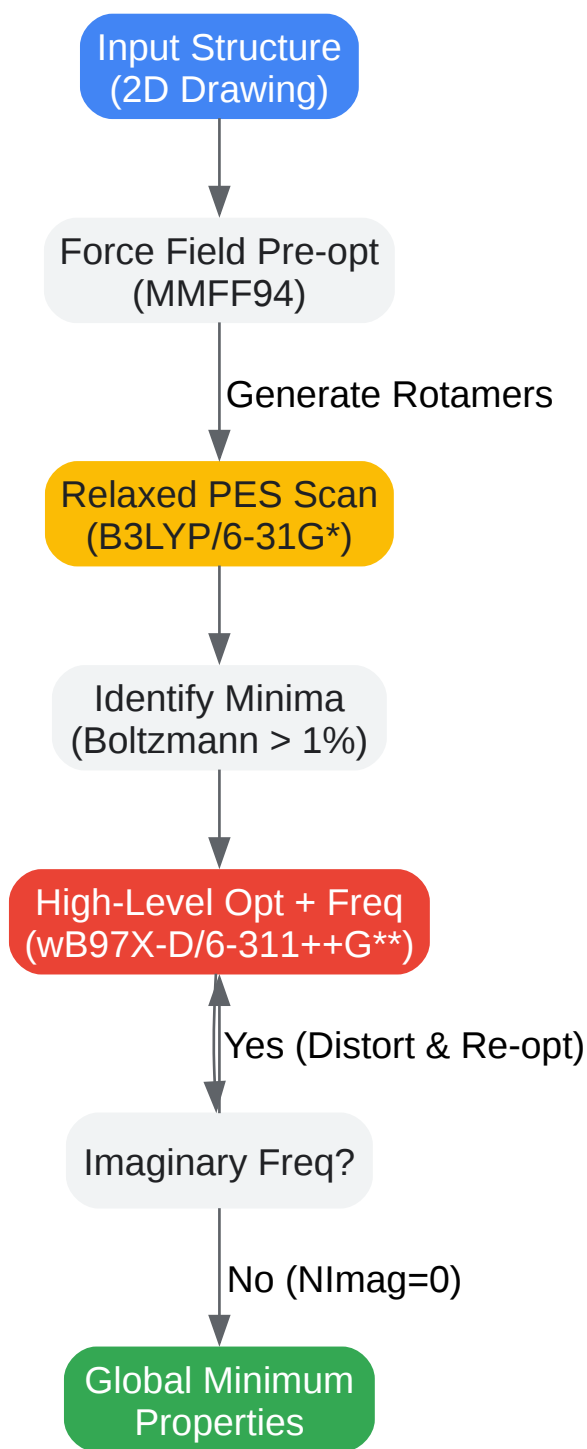 Input Structure
(2D Drawing)
Force Field Pre-opt
(MMFF94)
Generate Rotamers
Relaxed PES Scan
(B3LYP/6-31G*)
Identify Minima
(Boltzmann > 1%)
High-Level Opt + Freq
(wB97X-D/6-311++G**)
Yes (Distort & Re-opt)
Imaginary Freq?
No (NImag=0)
Global Minimum
Properties